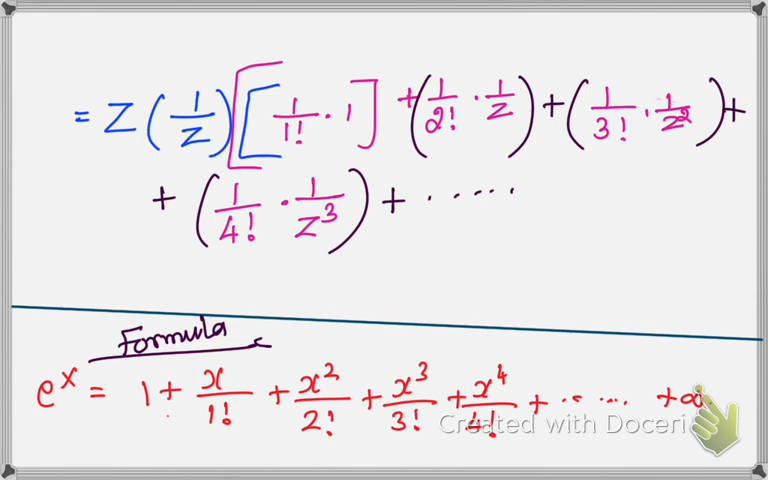 = Z (1/Z) [ [ 1/1! · 1 ] + (1/2! · 1/Z) + (1/3! · 1/Z²) +
+ (1/4! · 1/Z³) + · · · · ·
Formula
eˣ = 1 + x/1! + x²/2! + x³/3! + x⁴/4! + · · · · · + ∞
Created with Doceri